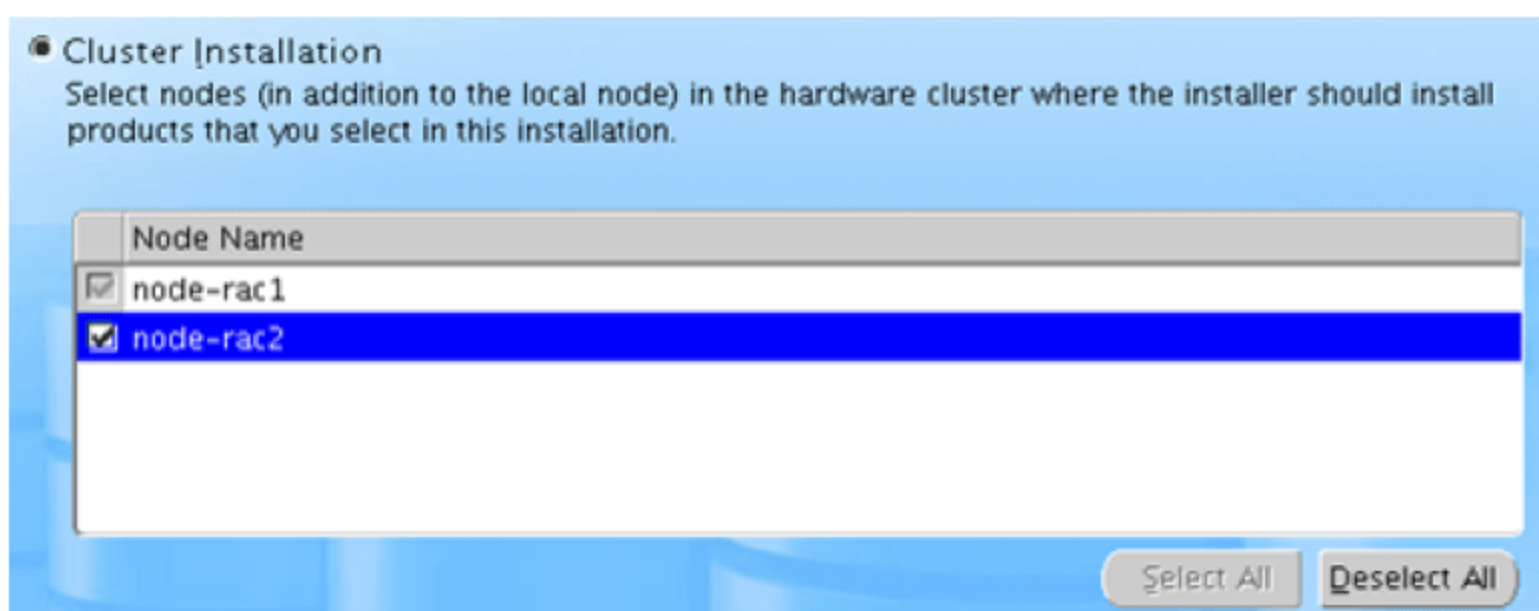 Cluster Installation
Select nodes (in addition to the local node) in the hardware cluster where the installer should install
products that you select in this installation.
Node Name
node-rac1
node-rac2
Select All Deselect All